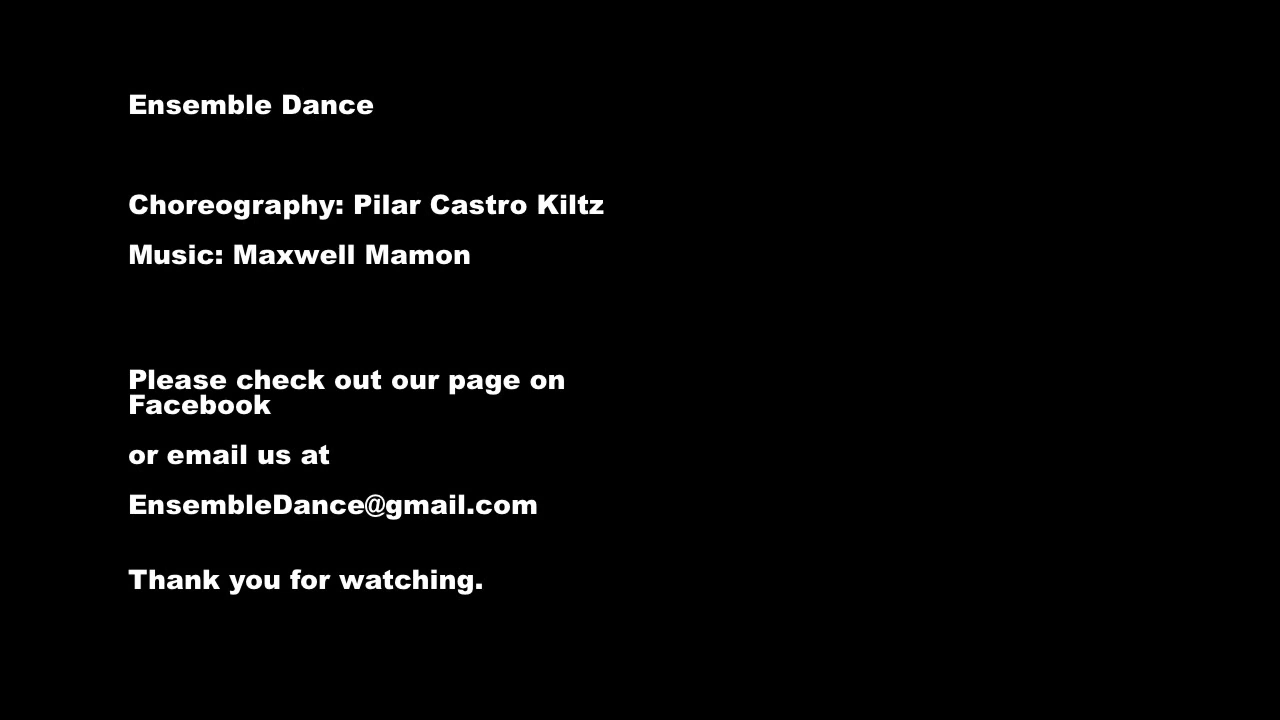 Ensemble Dance
Choreography: Pilar Castro Kiltz
Music: Maxwell Mamon
Please check out our page on
Facebook
or email us at
EnsembleDance@gmail.com
Thank you for watching.